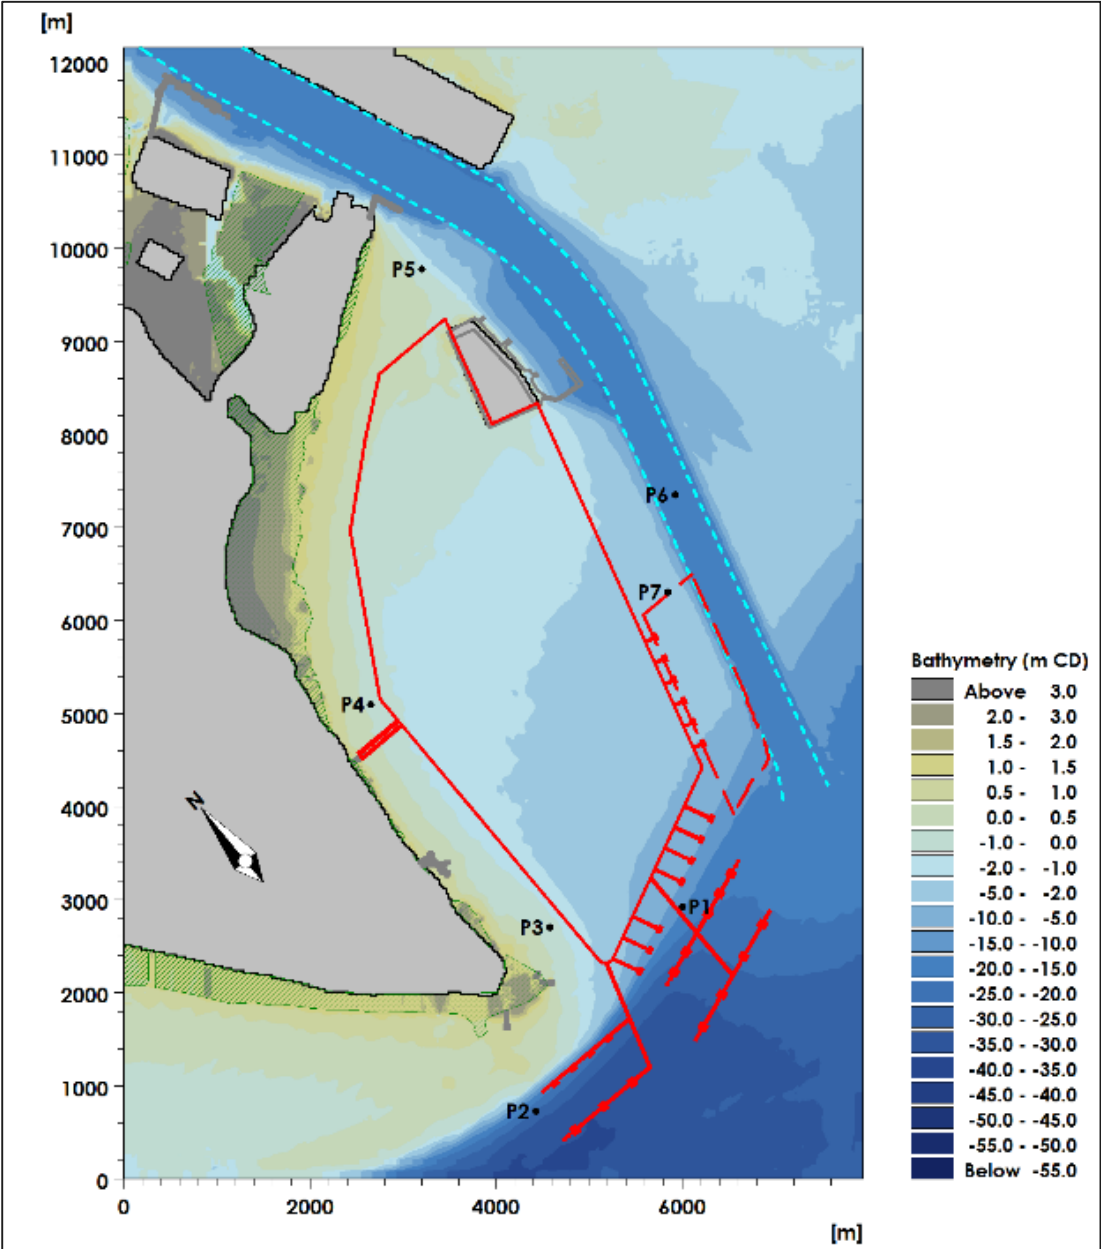 [m]
12000
11000
10000
9000
8000
7000
6000
5000
4000
3000
2000
1000
0
P5
P6
P7
P4
P1
P3
P2
N
0 2000 4000 6000
[m]
Bathymetry (m CD)
Above 3.0
2.0 - 3.0
1.5 - 2.0
1.0 - 1.5
0.5 - 1.0
0.0 - 0.5
-1.0 - 0.0
-2.0 - -1.0
-5.0 - -2.0
-10.0 - -5.0
-15.0 - -10.0
-20.0 - -15.0
-25.0 - -20.0
-30.0 - -25.0
-35.0 - -30.0
-40.0 - -35.0
-45.0 - -40.0
-50.0 - -45.0
-55.0 - -50.0
Below -55.0